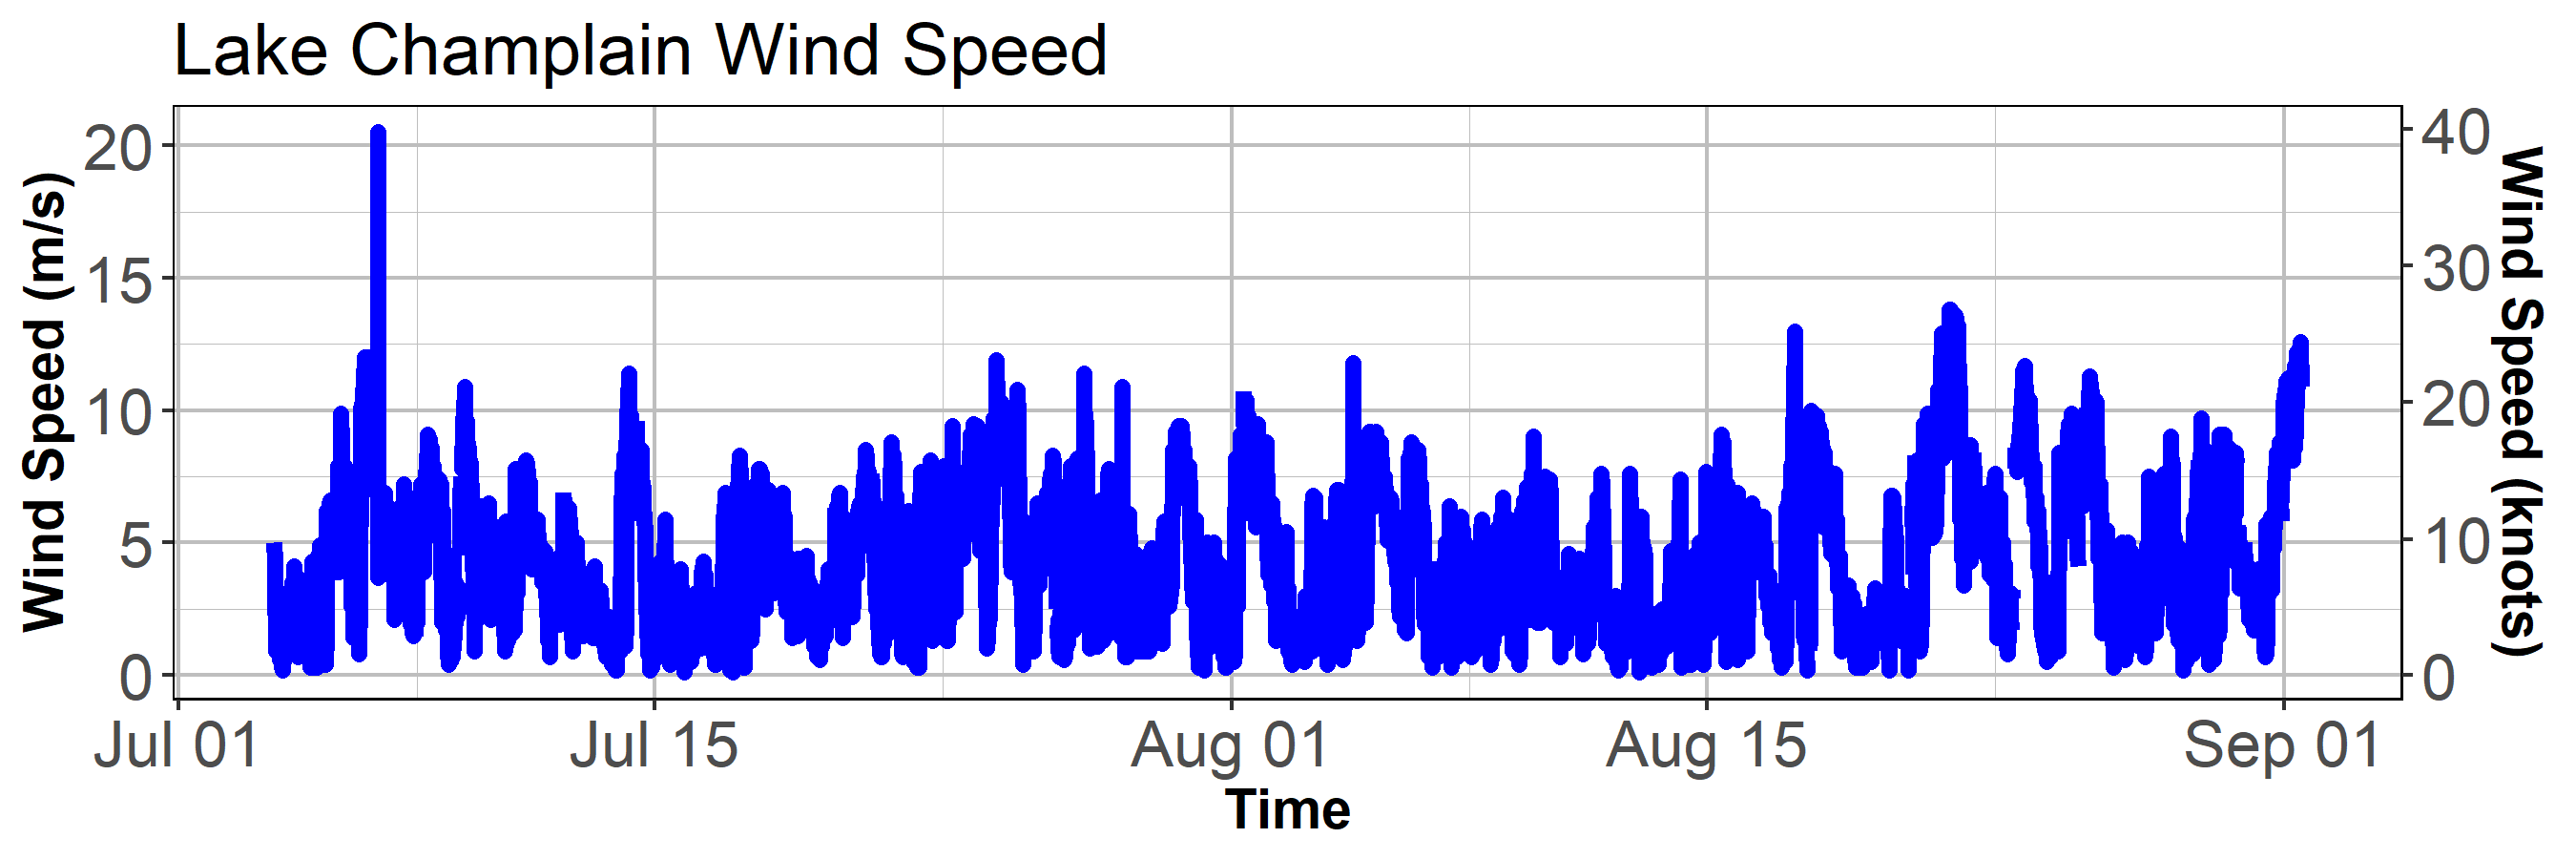 Lake Champlain Wind Speed
Wind Speed (m/s)
20
15
10
5
0
40
30
20
10
0
Wind Speed (knots)
Jul 01 Jul 15 Aug 01 Aug 15 Sep 01
Time